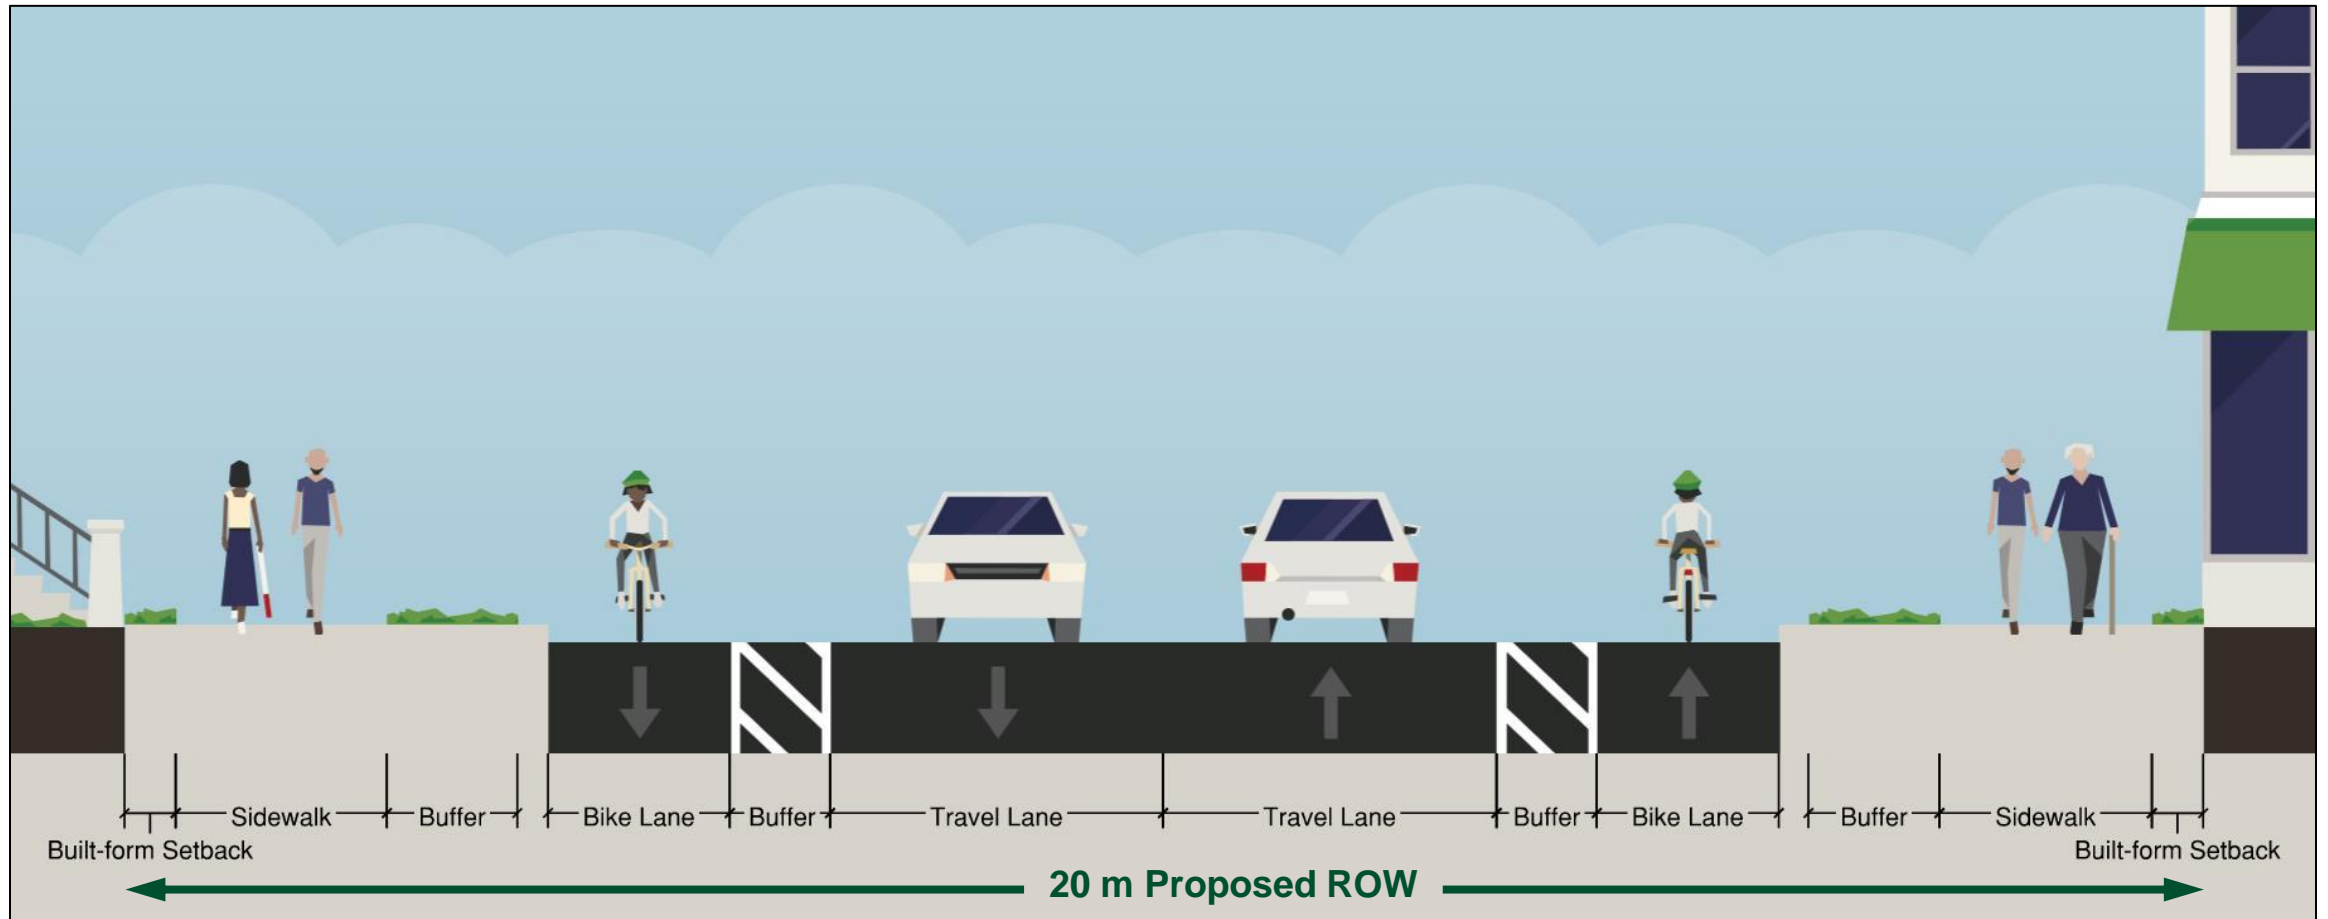 Sidewalk
Buffer
Bike Lane
Buffer
Travel Lane
Travel Lane
Buffer
Bike Lane
Buffer
Sidewalk
Built-form Setback
Built-form Setback
20 m Proposed ROW